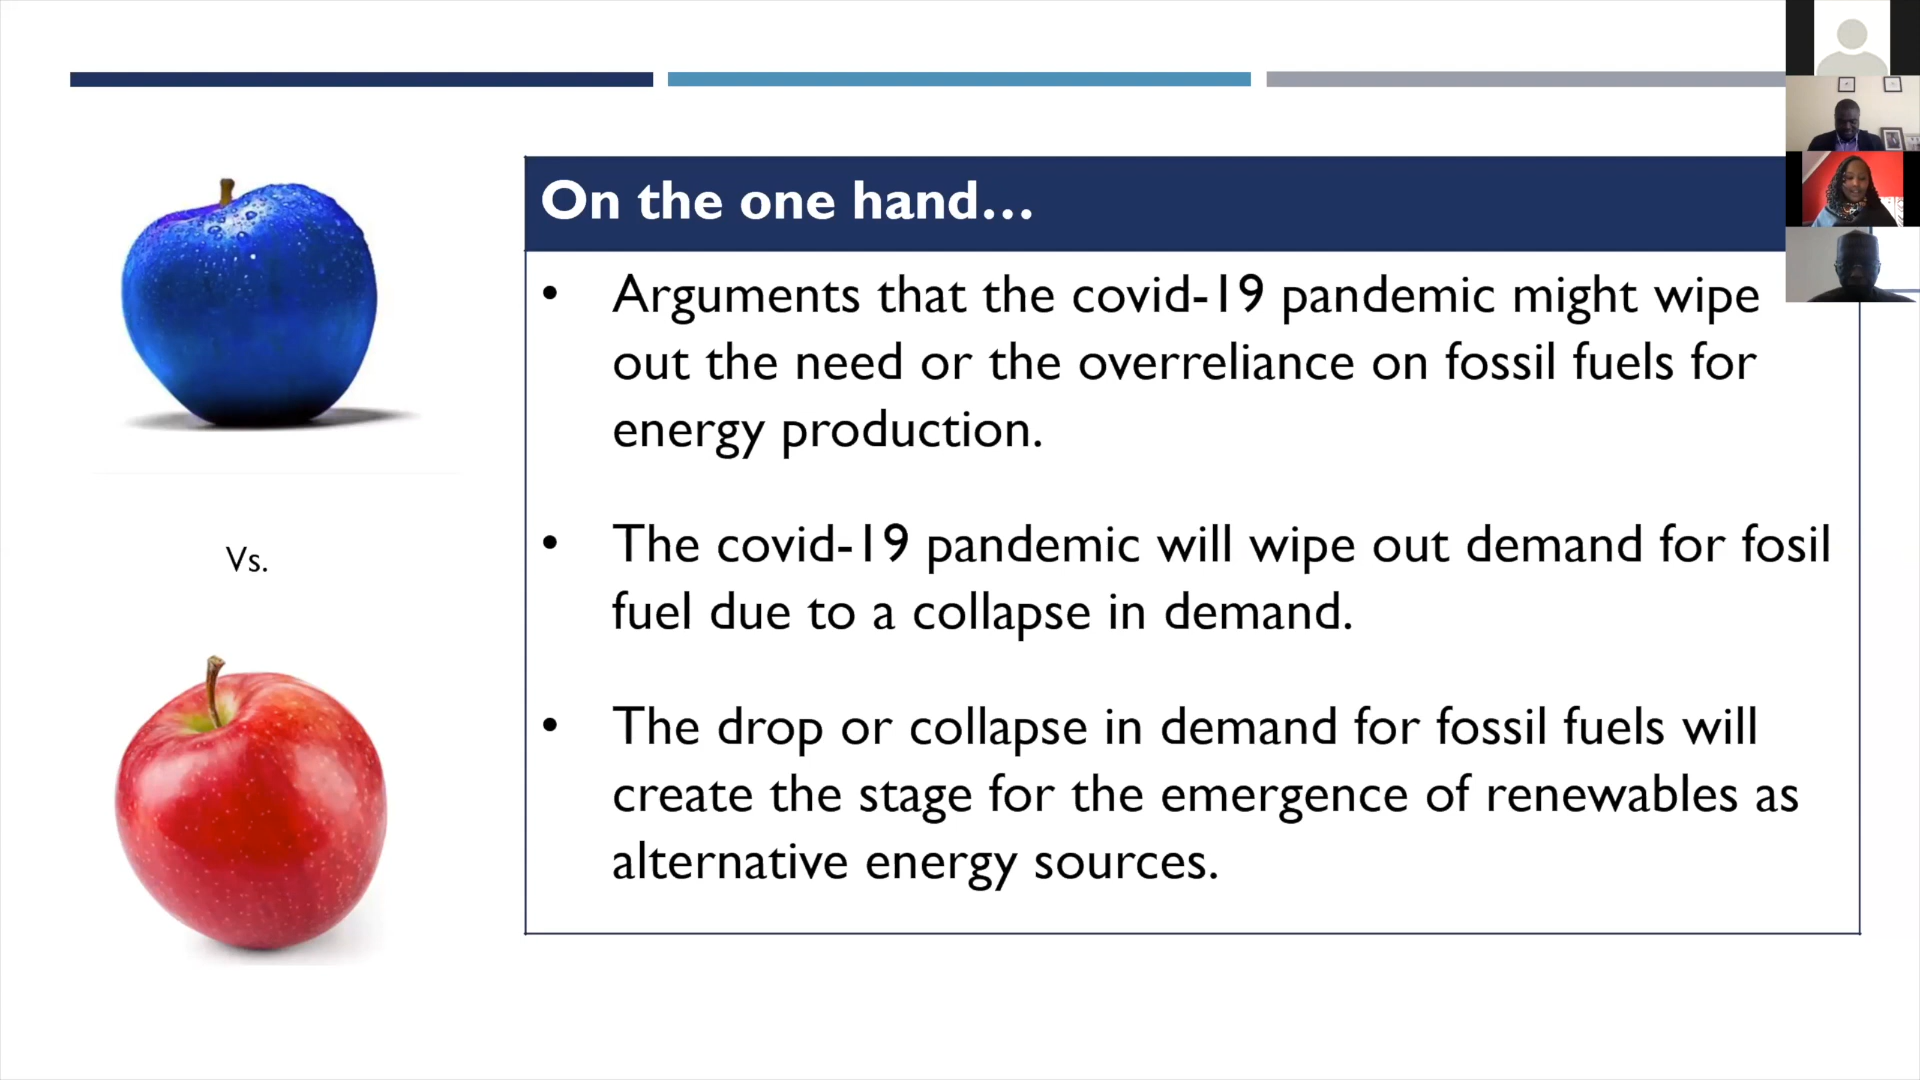 On the one hand...
• Arguments that the covid-19 pandemic might wipe
out the need or the overreliance on fossil fuels for
energy production.
• The covid-19 pandemic will wipe out demand for fosil
fuel due to a collapse in demand.
• The drop or collapse in demand for fossil fuels will
create the stage for the emergence of renewables as
alternative energy sources.
Vs.